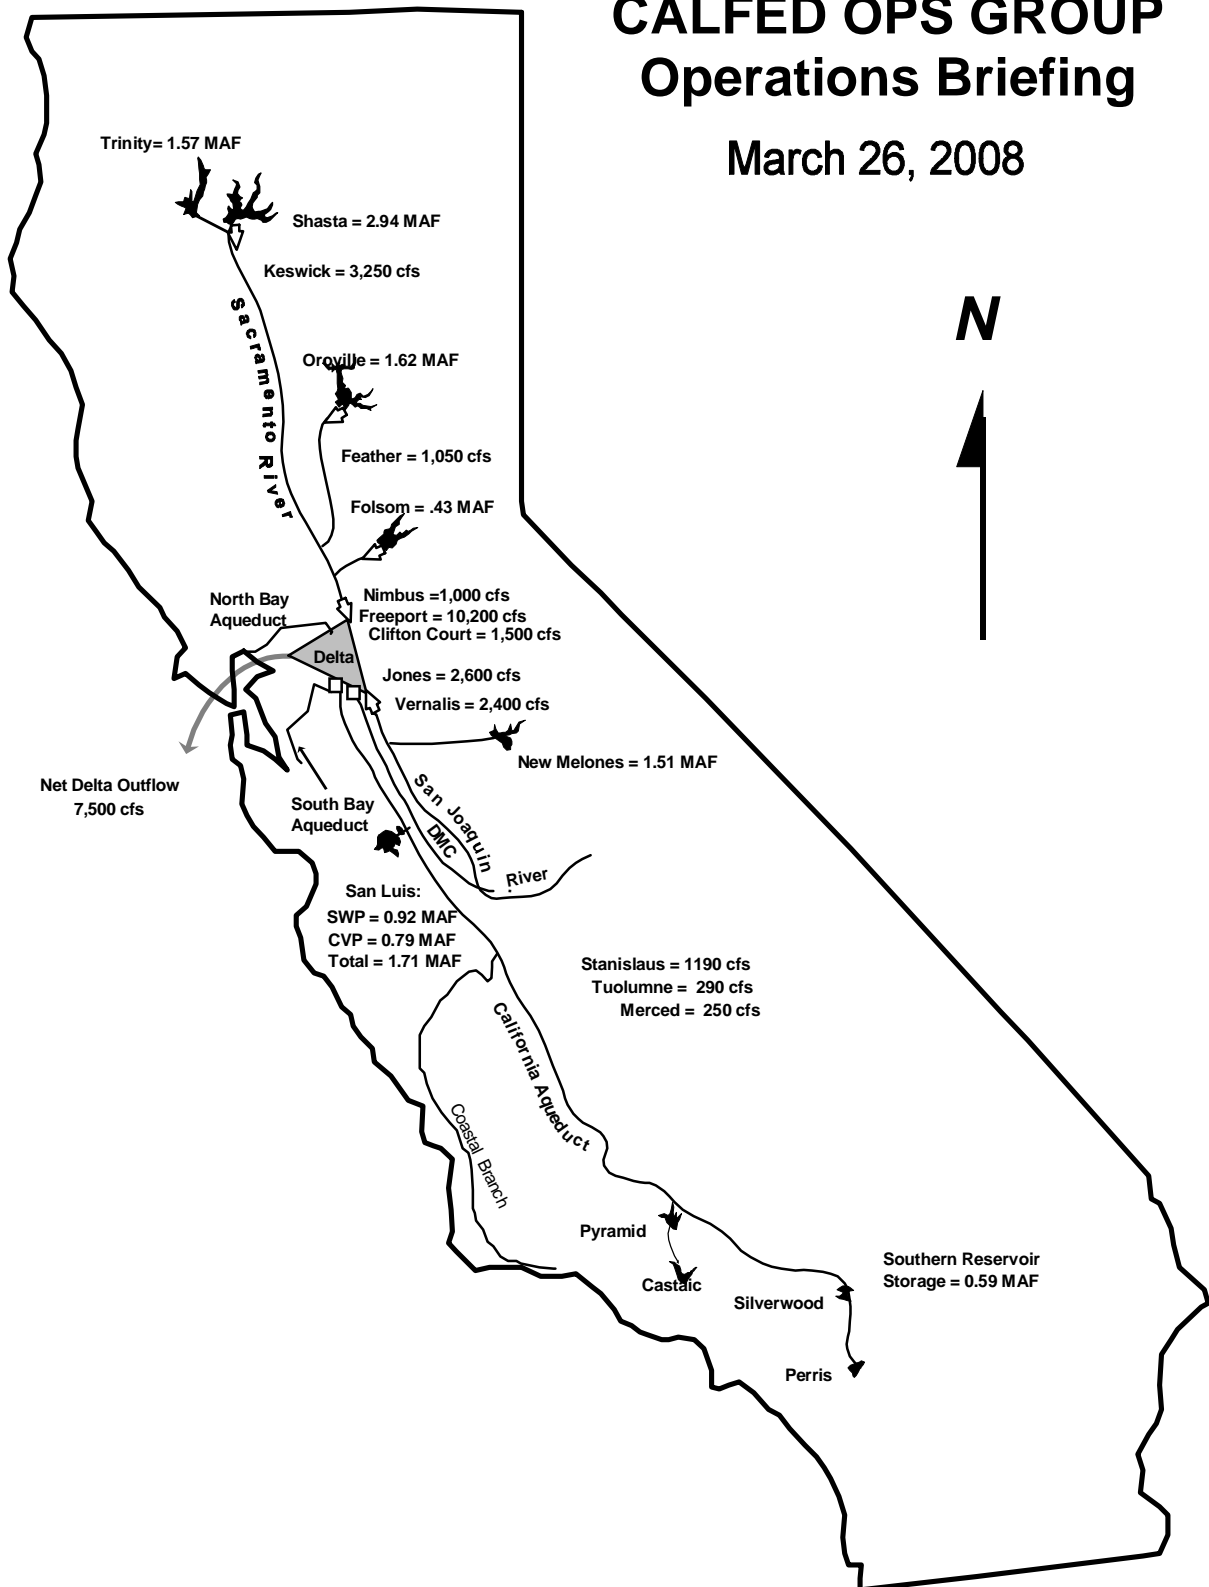 CALFED OPS GROUP
Operations Briefing
March 26, 2008
Trinity= 1.57 MAF
Shasta = 2.94 MAF
Keswick = 3,250 cfs
N
Sacramento River
Oroville = 1.62 MAF
Feather = 1,050 cfs
Folsom = .43 MAF
Nimbus =1,000 cfs
North Bay
Aqueduct
Freeport = 10,200 cfs
Clifton Court = 1,500 cfs
Delta
Jones = 2,600 cfs
Vernalis = 2,400 cfs
New Melones = 1.51 MAF
Net Delta Outflow
7,500 cfs
South Bay
Aqueduct
San Joaquin
River
DMC
San Luis:
SWP = 0.92 MAF
CVP = 0.79 MAF
Total = 1.71 MAF
Stanislaus = 1190 cfs
Tuolumne = 290 cfs
Merced = 250 cfs
California Aqueduct
Coastal Branch
Pyramid
Castaic
Silverwood
Southern Reservoir
Storage = 0.59 MAF
Perris